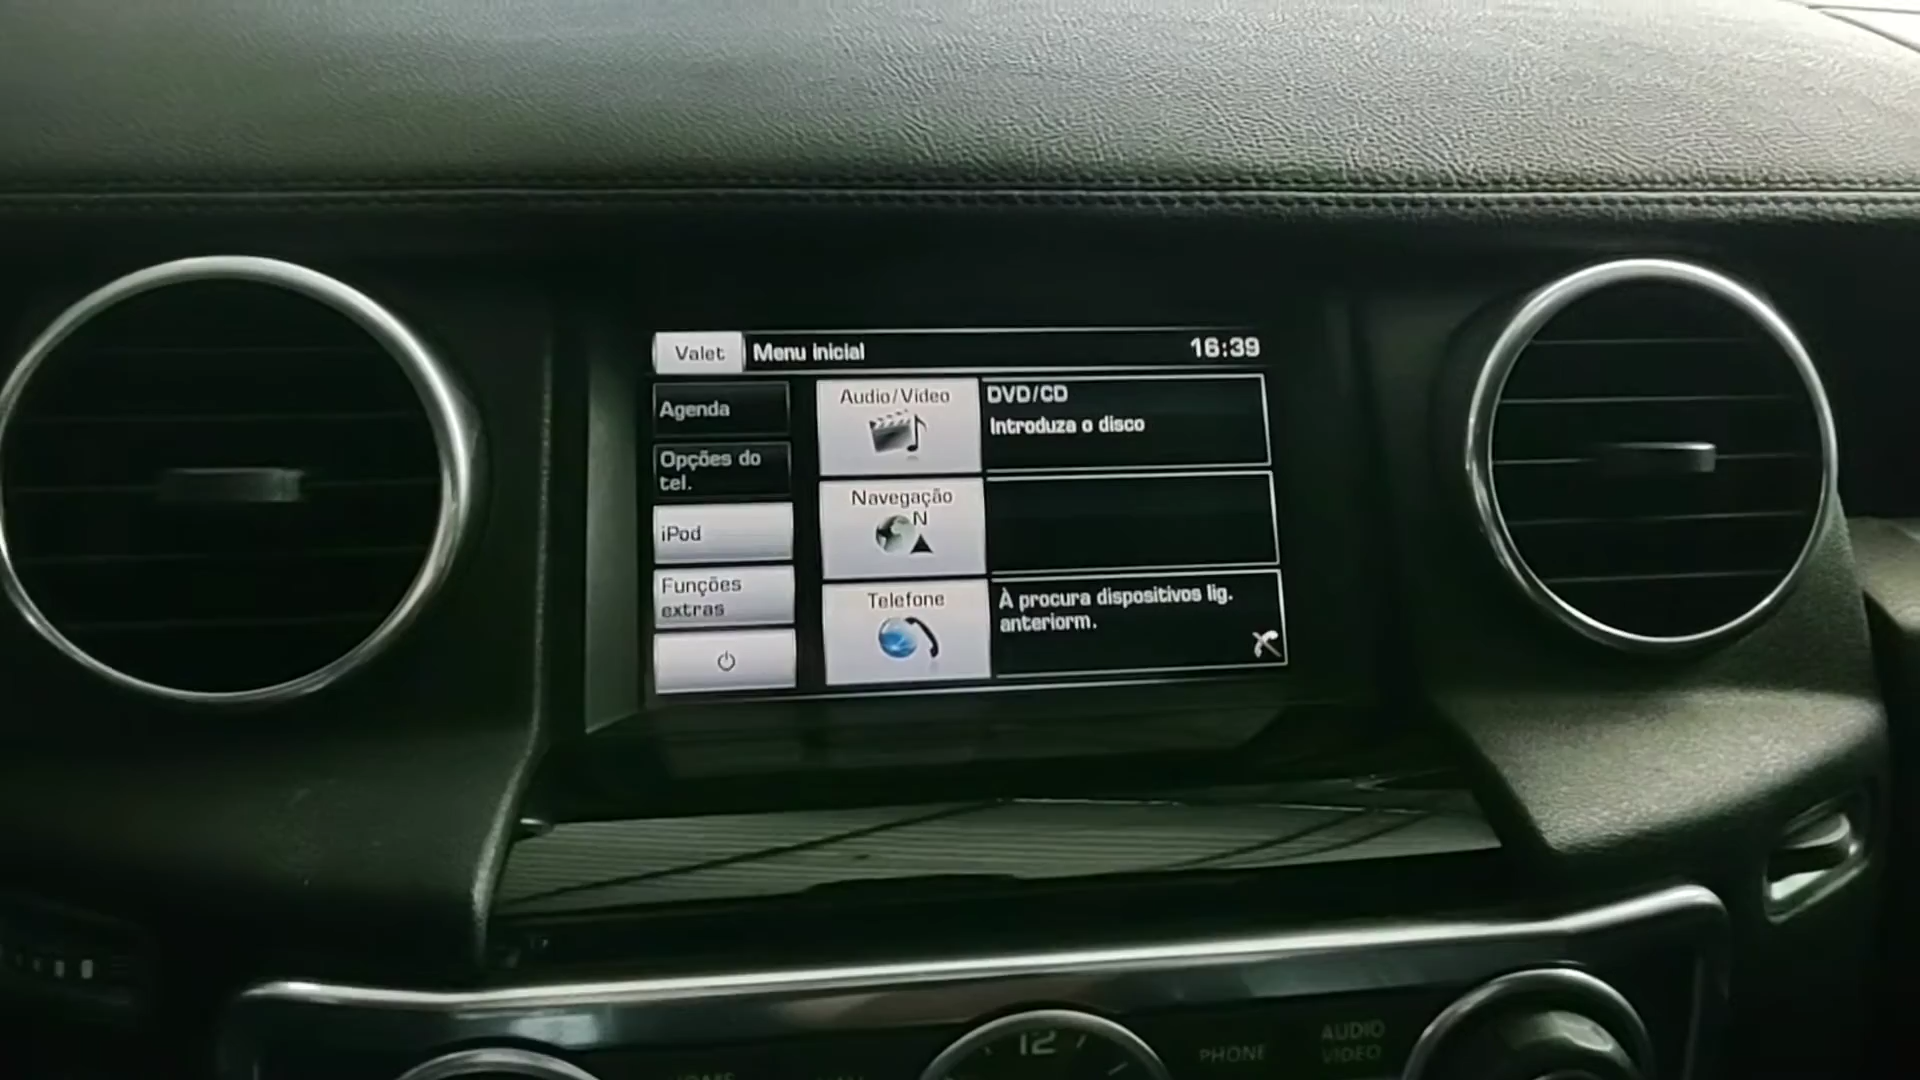 Valet
Menu inicial
16:39
Agenda
Opções do
tel.
iPod
Funções
extras
Audio/Vídeo
DVD/CD
Introduza o disco
Navegação
N
Telefone
À procura dispositivos lig.
anteriorm.
12
PHONE
AUDIO
VIDEO